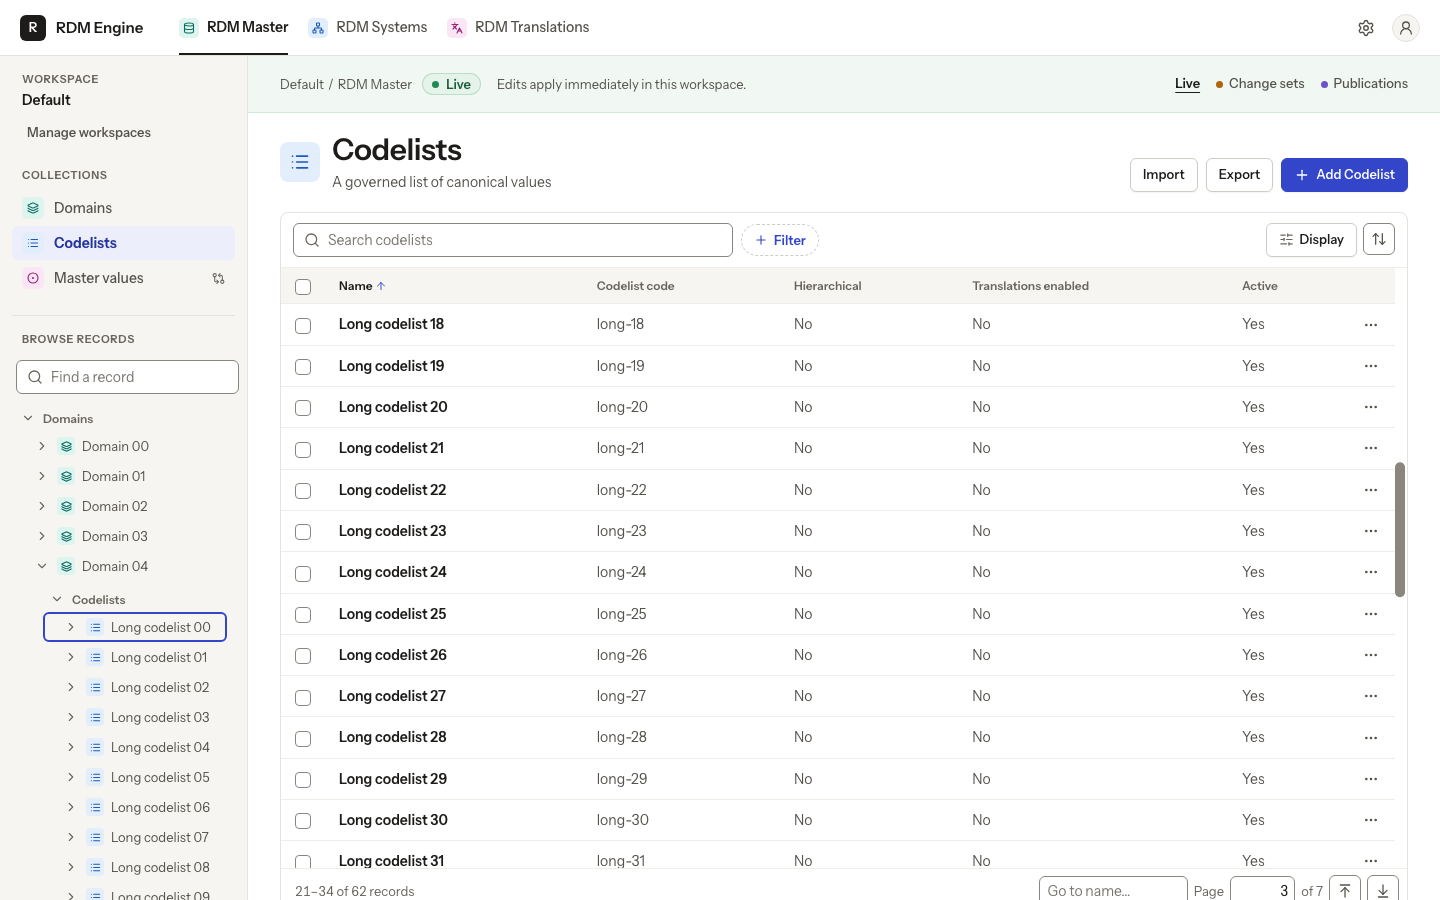 R RDM Engine RDM Master RDM Systems RDM Translations
WORKSPACE
Default
Manage workspaces
COLLECTIONS
Domains
Codelists
Master values
BROWSE RECORDS
Find a record
Domains
Domain 00
Domain 01
Domain 02
Domain 03
Domain 04
Codelists
Long codelist 00
Long codelist 01
Long codelist 02
Long codelist 03
Long codelist 04
Long codelist 05
Long codelist 06
Long codelist 07
Long codelist 08
Long codelist 09
Default / RDM Master Live Edits apply immediately in this workspace. Live Change sets Publications
Codelists
A governed list of canonical values
Import Export Add Codelist
Search codelists Filter Display
Name Codelist code Hierarchical Translations enabled Active
Long codelist 18 long-18 No No Yes
Long codelist 19 long-19 No No Yes
Long codelist 20 long-20 No No Yes
Long codelist 21 long-21 No No Yes
Long codelist 22 long-22 No No Yes
Long codelist 23 long-23 No No Yes
Long codelist 24 long-24 No No Yes
Long codelist 25 long-25 No No Yes
Long codelist 26 long-26 No No Yes
Long codelist 27 long-27 No No Yes
Long codelist 28 long-28 No No Yes
Long codelist 29 long-29 No No Yes
Long codelist 30 long-30 No No Yes
Long codelist 31 long-31 No No Yes
21–34 of 62 records Go to name... Page 3 of 7